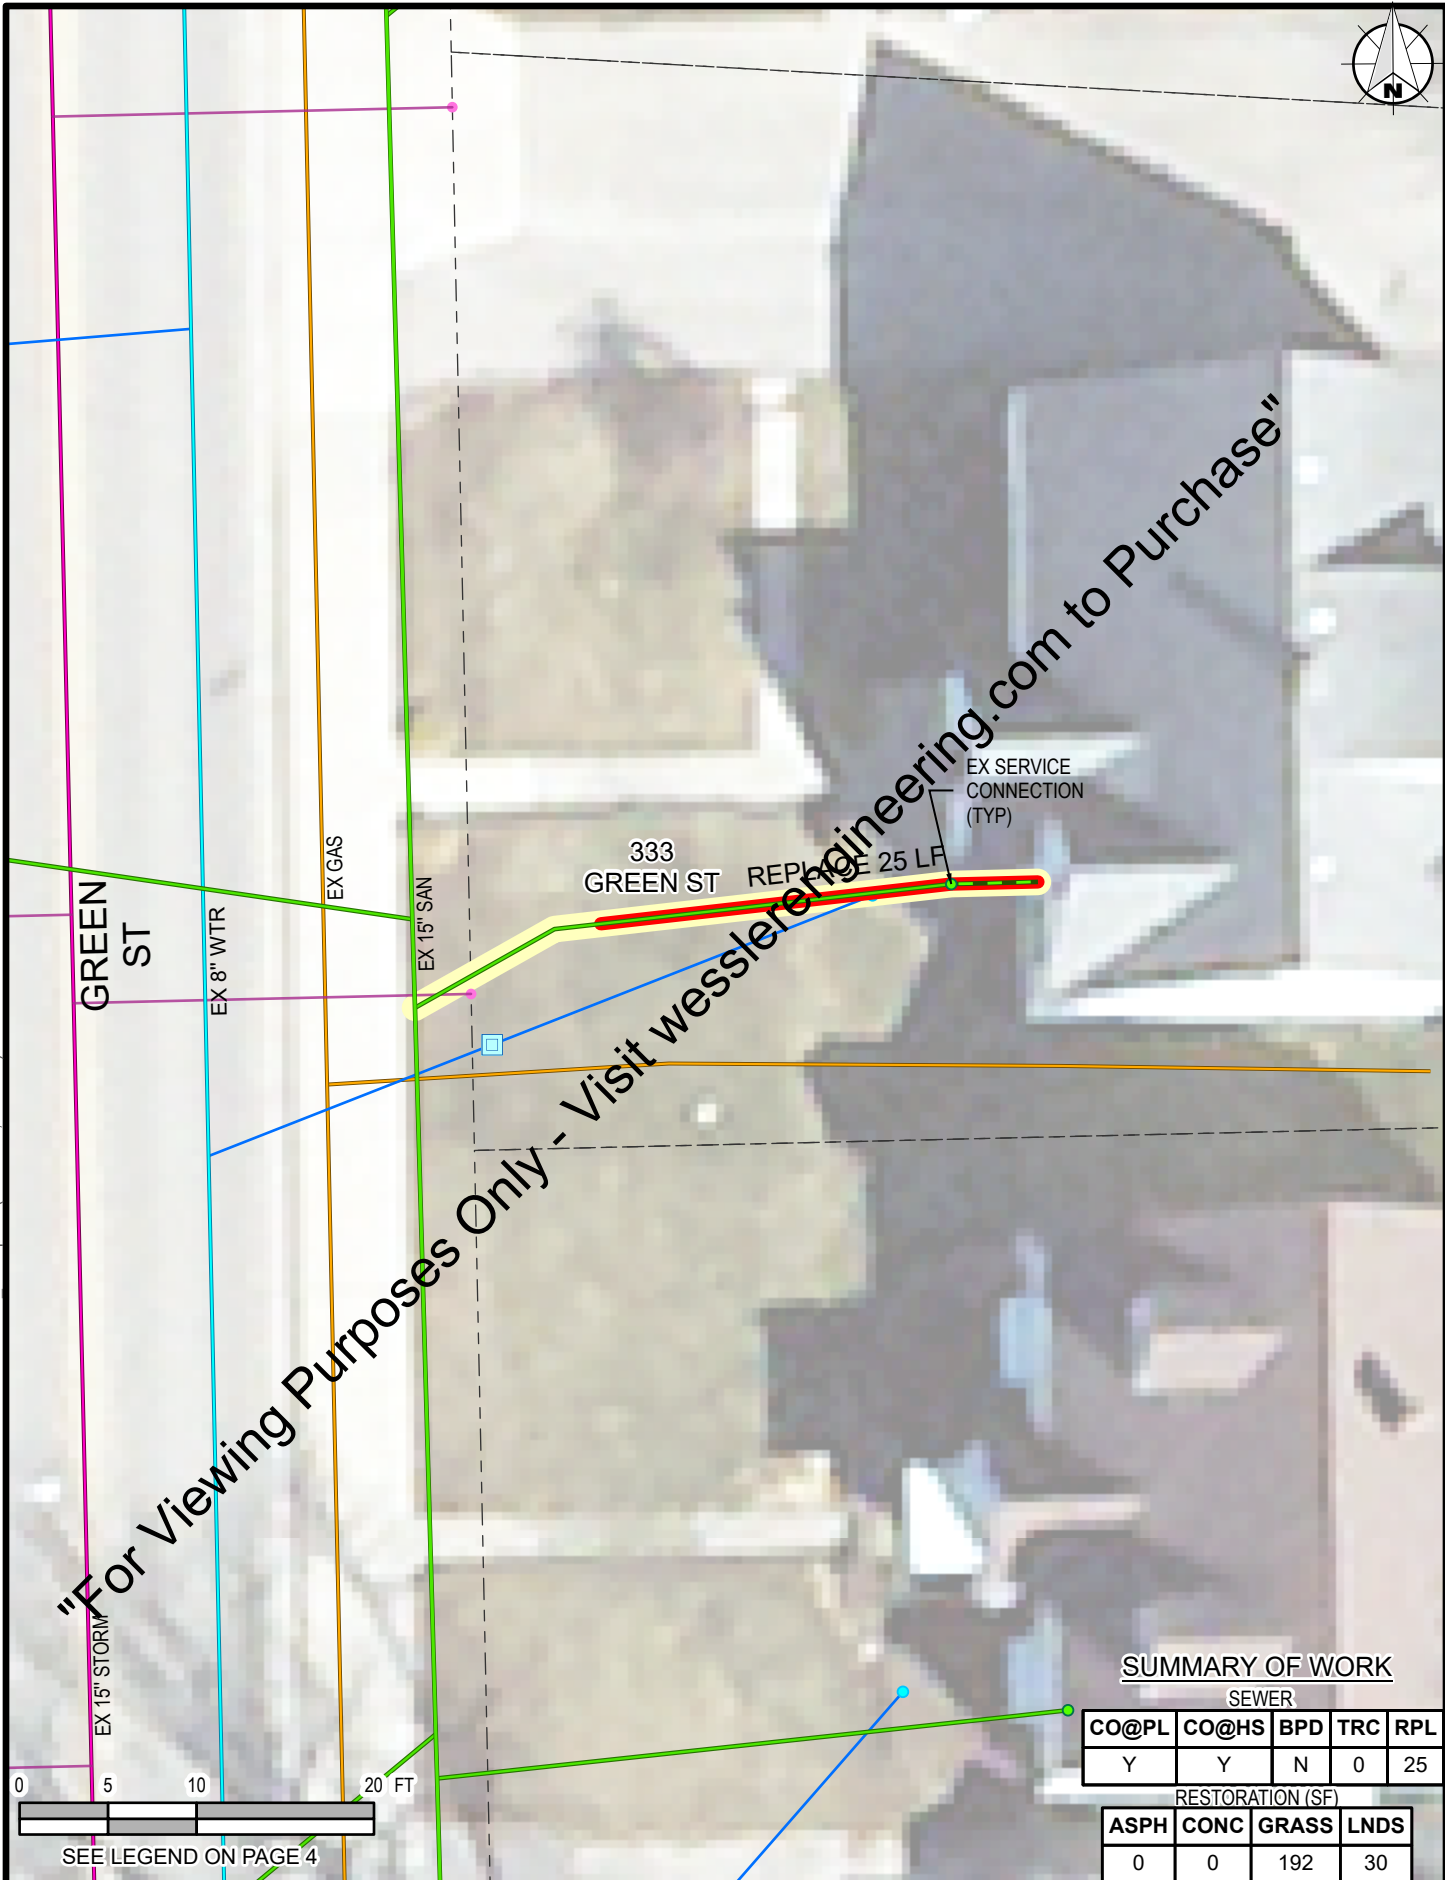 N
"For Viewing Purposes Only - Visit wesslerengineering.com to Purchase"
EX SERVICE
CONNECTION
(TYP)
333
GREEN ST
REPLACE 25 LF
EX GAS
EX 15" SAN
GREEN
ST
EX 8" WTR
EX 15" STORM
0 5 10 20 FT
SEE LEGEND ON PAGE 4
SUMMARY OF WORK
SEWER
CO@PL CO@HS BPD TRC RPL
Y Y N 0 25
RESTORATION (SF)
ASPH CONC GRASS LNDS
0 0 192 30